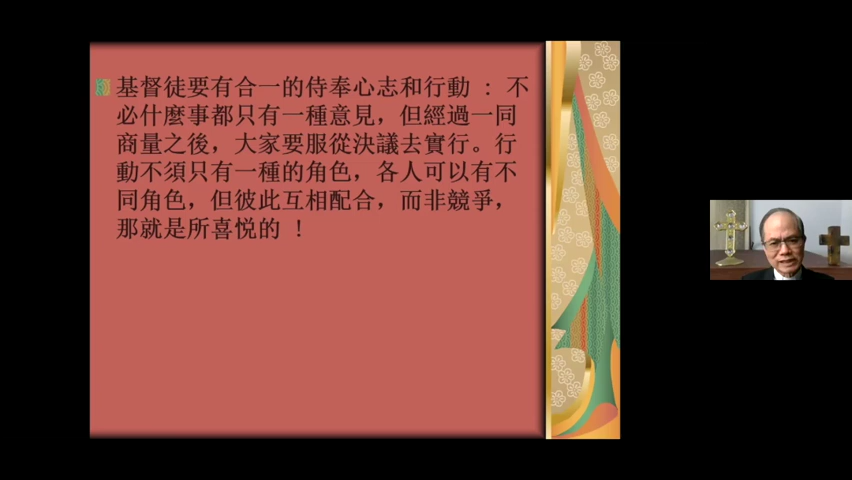 基督徒要有合一的侍奉心志和行動 : 不
必什麼事都只有一種意見，但經過一同
商量之後，大家要服從決議去實行。行
動不須只有一種的角色，各人可以有不
同角色，但彼此互相配合，而非競爭，
那就是所喜悅的 !